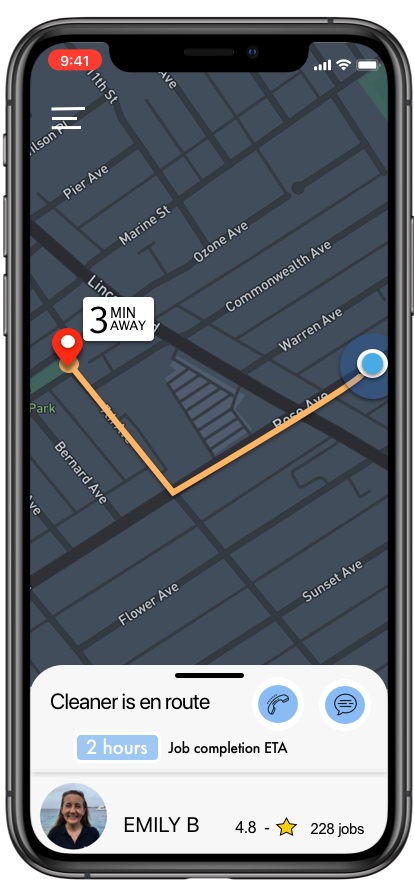 9:41
11th St
Ave
Pier Ave
Marine St
Ozone Ave
Commonwealth Ave
Warren Ave
3 MIN
AWAY
Park
Rose Ave
Bernard Ave
Flower Ave
Sunset Ave
Cleaner is en route
2 hours Job completion ETA
EMILY B 4.8 - 228 jobs